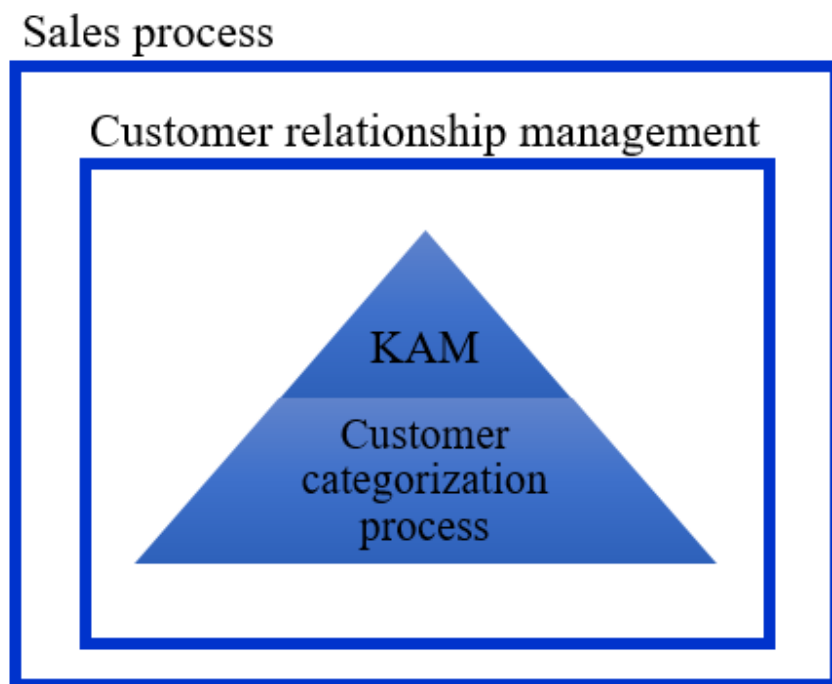 Sales process
Customer relationship management
KAM
Customer
categorization
process